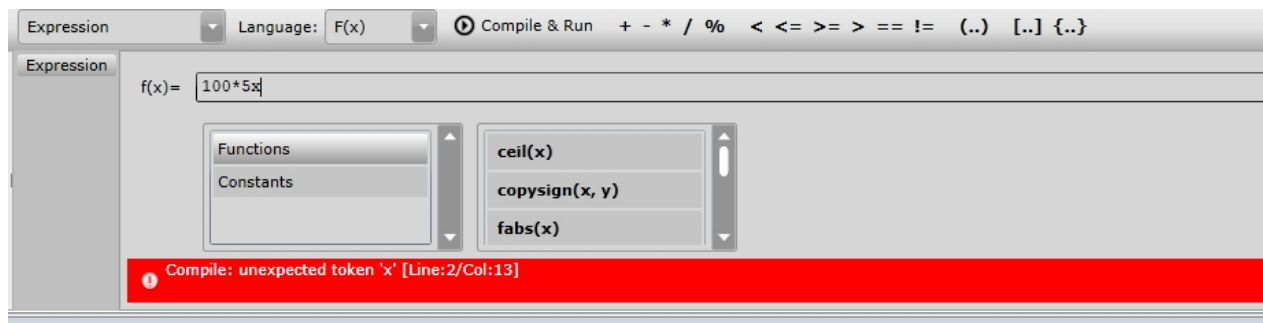 Expression Language: F(x) Compile & Run + - * / % < <= >= > == != (..) [..] {..}
Expression
f(x)= 100*5x
Functions
Constants
ceil(x)
copysign(x, y)
fabs(x)
Compile: unexpected token 'x' [Line:2/Col:13]